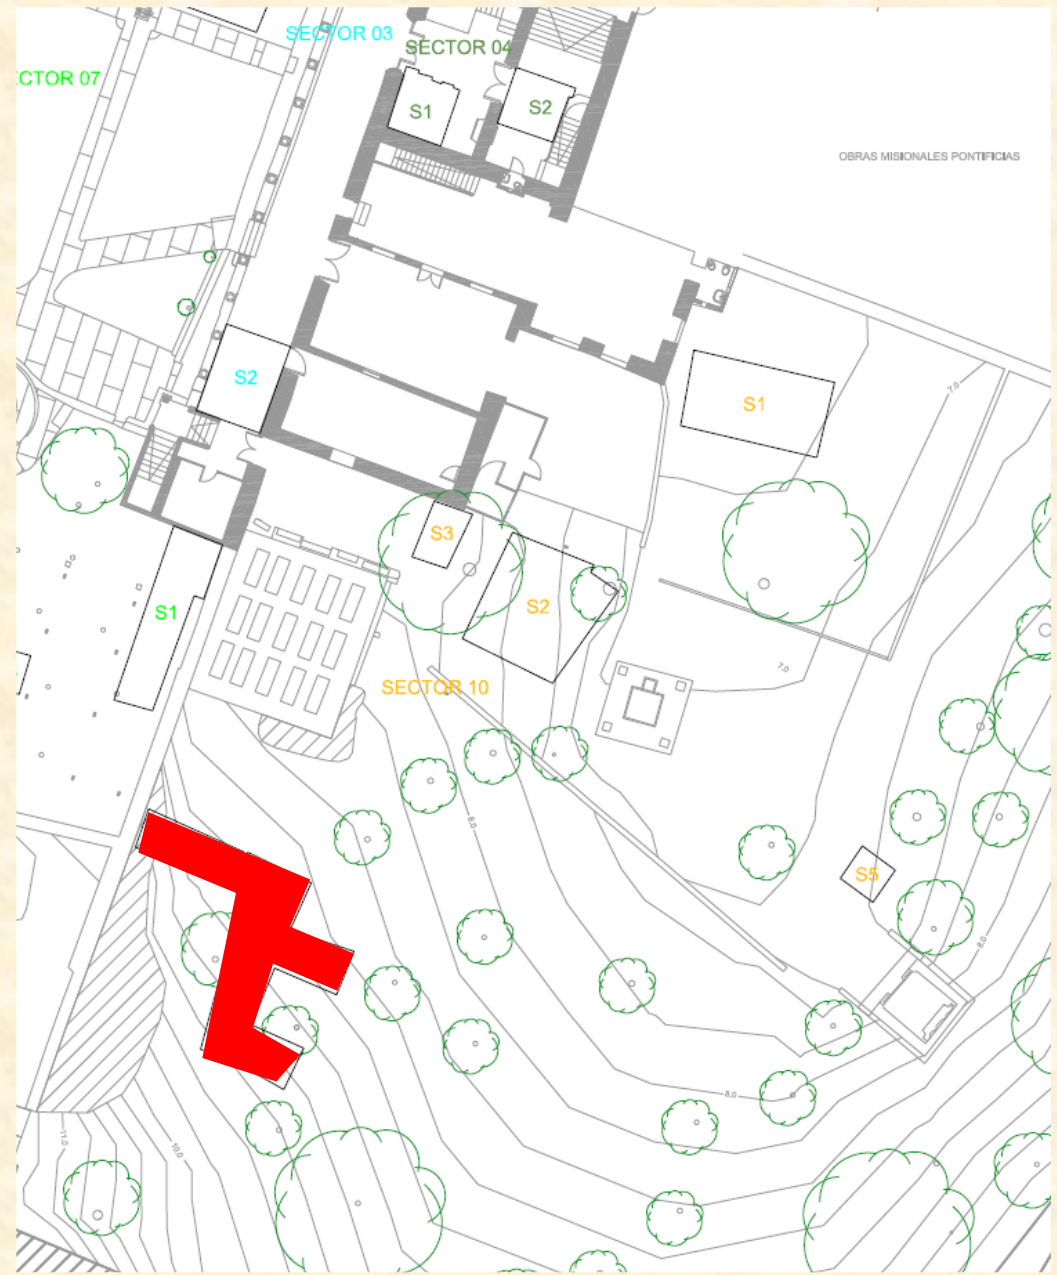 SECTOR 03
SECTOR 04
CTOR 07
S1
S2
OBRAS MISIONALES PONTIFICIAS
S2
S1
7.0
S3
S1
S2
7.0
SECTOR 10
8.0
S5
8.0
8.0
11.0
10.0